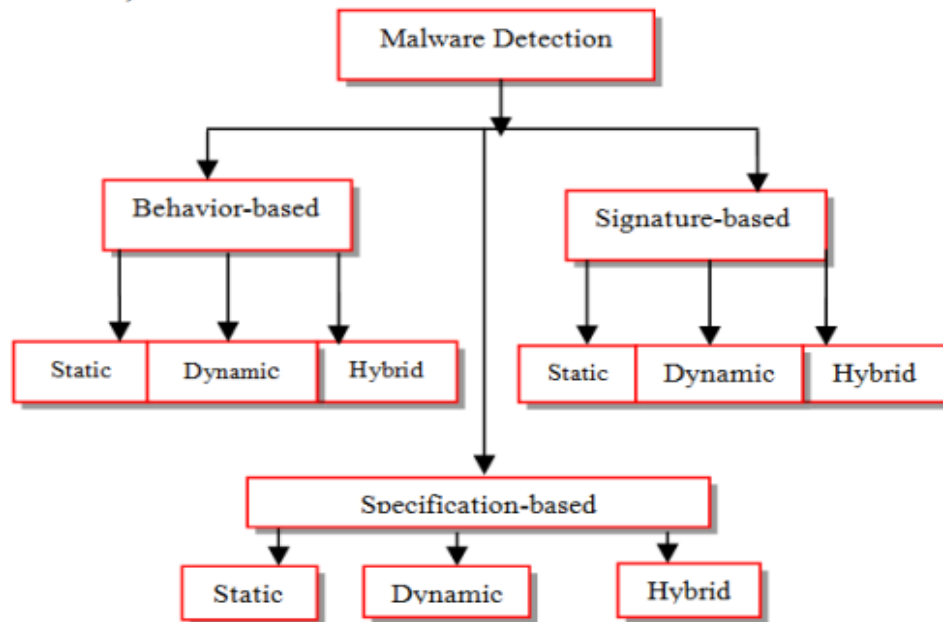 Malware Detection
Behavior-based
Signature-based
Static Dynamic Hybrid
Static Dynamic Hybrid
Specification-based
Static Dynamic Hybrid